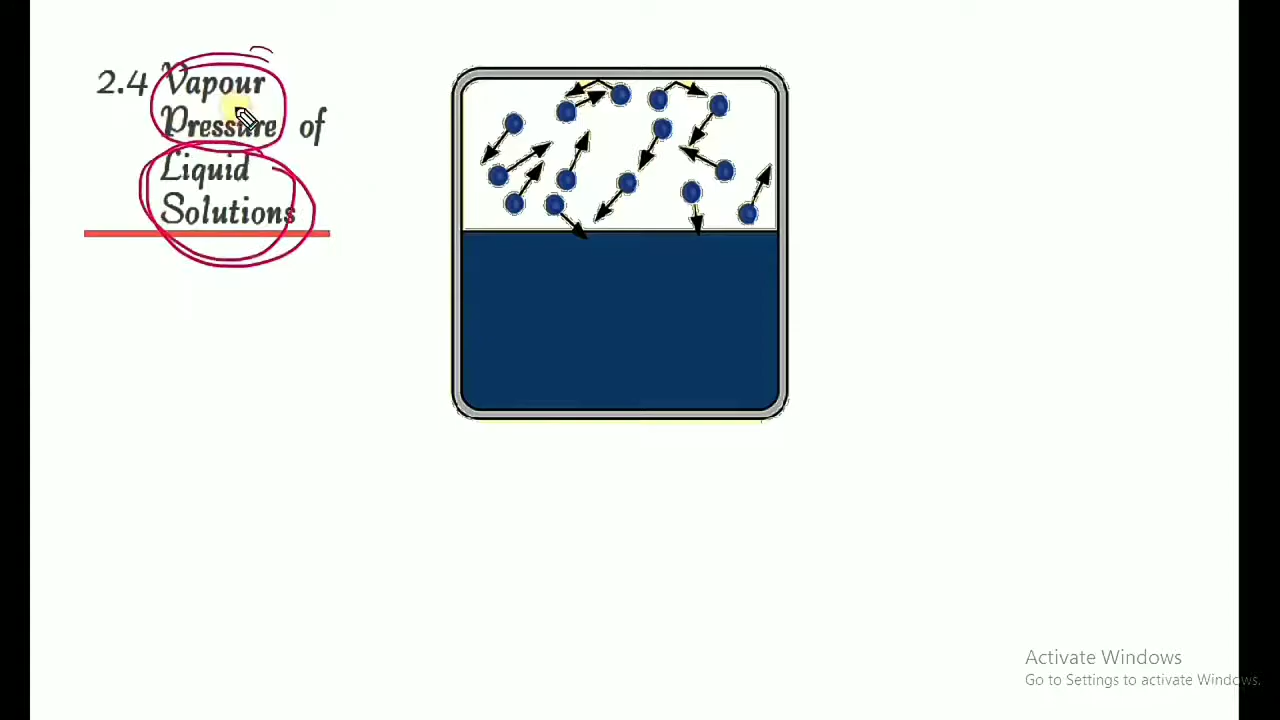 2.4 Vapour
Pressure of
Liquid
Solutions
Activate Windows
Go to Settings to activate Windows.